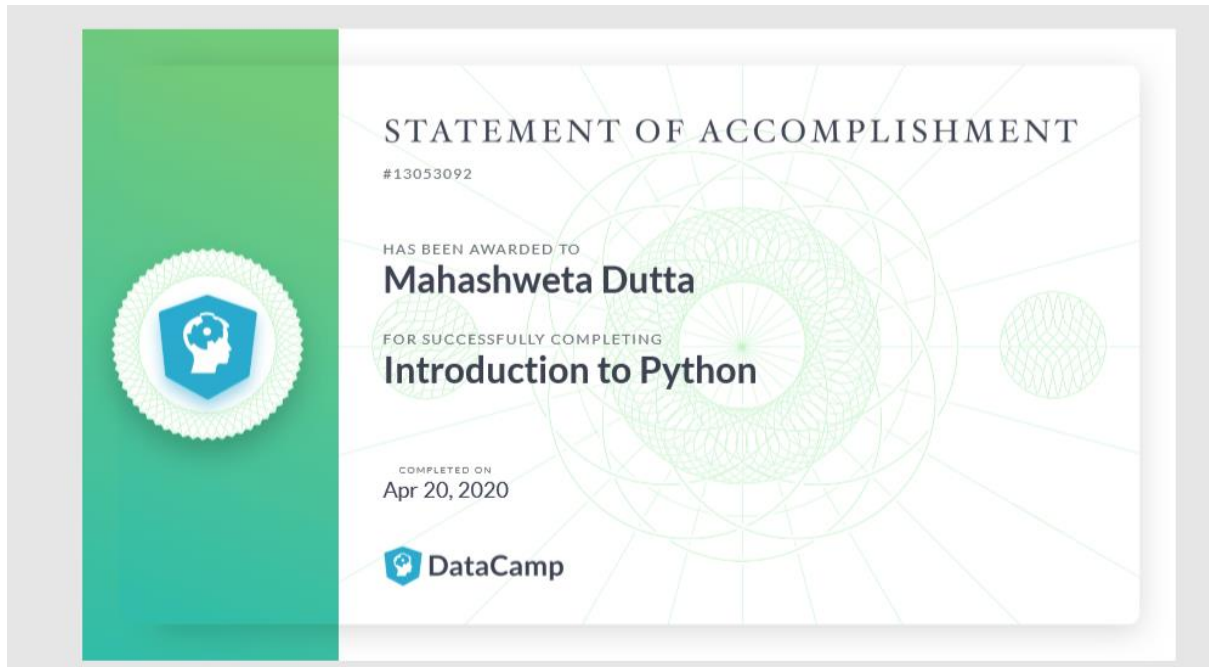 STATEMENT OF ACCOMPLISHMENT
#13053092
HAS BEEN AWARDED TO
Mahashweta Dutta
FOR SUCCESSFULLY COMPLETING
Introduction to Python
COMPLETED ON
Apr 20, 2020
DataCamp